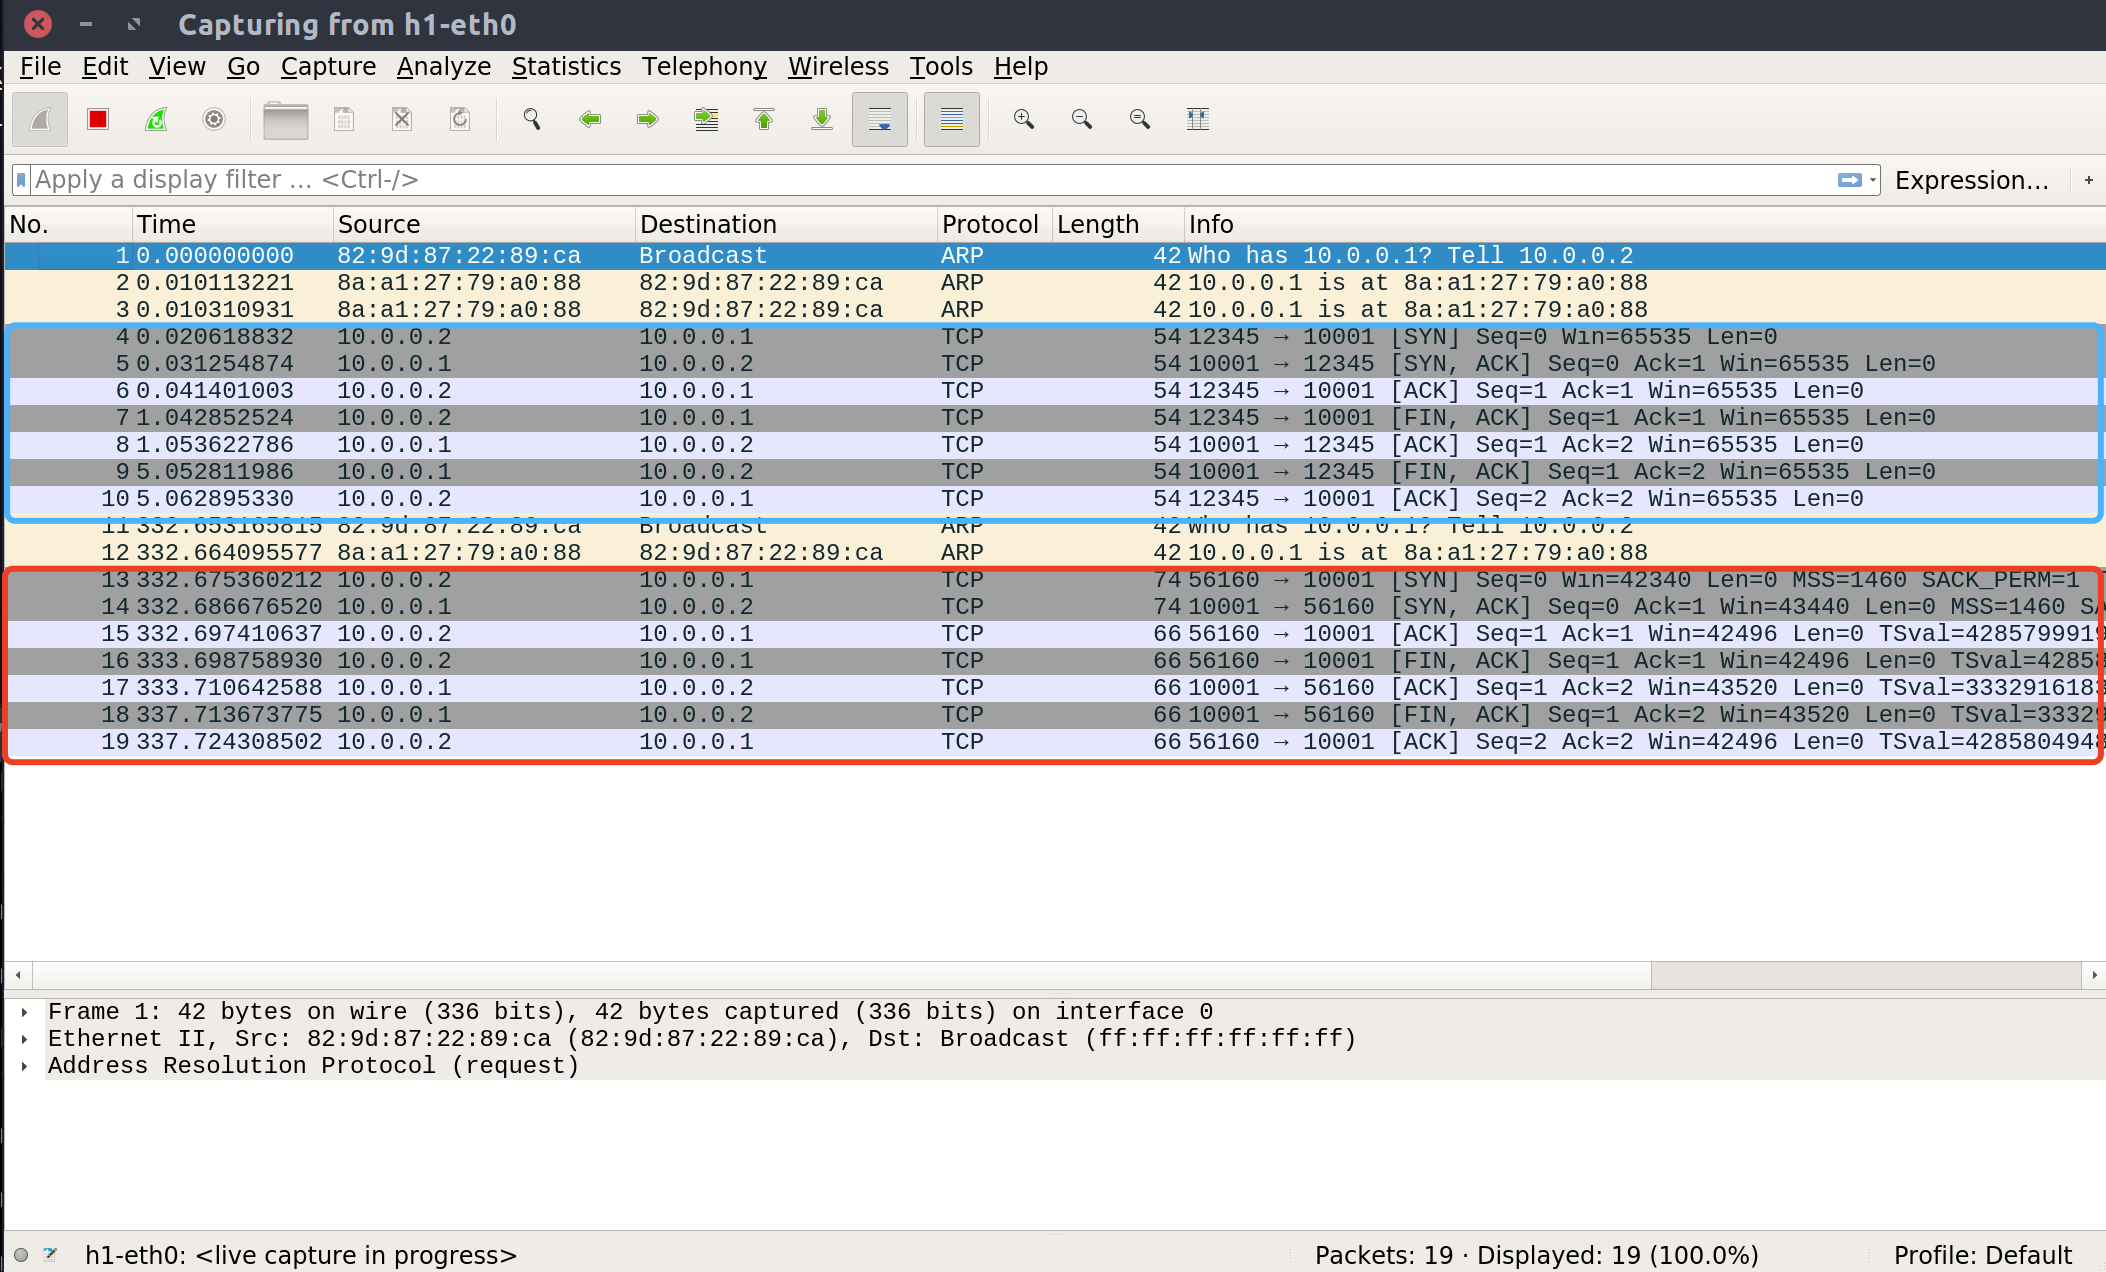 Capturing from h1-eth0
File Edit View Go Capture Analyze Statistics Telephony Wireless Tools Help
Apply a display filter ... <Ctrl-/> Expression... +
No. Time Source Destination Protocol Length Info
1 0.000000000 82:9d:87:22:89:ca Broadcast ARP 42 Who has 10.0.0.1? Tell 10.0.0.2
2 0.010113221 8a:a1:27:79:a0:88 82:9d:87:22:89:ca ARP 42 10.0.0.1 is at 8a:a1:27:79:a0:88
3 0.010310931 8a:a1:27:79:a0:88 82:9d:87:22:89:ca ARP 42 10.0.0.1 is at 8a:a1:27:79:a0:88
4 0.020618832 10.0.0.2 10.0.0.1 TCP 54 12345 → 10001 [SYN] Seq=0 Win=65535 Len=0
5 0.031254874 10.0.0.1 10.0.0.2 TCP 54 10001 → 12345 [SYN, ACK] Seq=0 Ack=1 Win=65535 Len=0
6 0.041401003 10.0.0.2 10.0.0.1 TCP 54 12345 → 10001 [ACK] Seq=1 Ack=1 Win=65535 Len=0
7 1.042852524 10.0.0.2 10.0.0.1 TCP 54 12345 → 10001 [FIN, ACK] Seq=1 Ack=1 Win=65535 Len=0
8 1.053622786 10.0.0.1 10.0.0.2 TCP 54 10001 → 12345 [ACK] Seq=1 Ack=2 Win=65535 Len=0
9 5.052811986 10.0.0.1 10.0.0.2 TCP 54 10001 → 12345 [FIN, ACK] Seq=1 Ack=2 Win=65535 Len=0
10 5.062895330 10.0.0.2 10.0.0.1 TCP 54 12345 → 10001 [ACK] Seq=2 Ack=2 Win=65535 Len=0
11 82:9d:87:22:89:ca Broadcast ARP 42 Who has 10.0.0.1? Tell 10.0.0.2
12 332.664095577 8a:a1:27:79:a0:88 82:9d:87:22:89:ca ARP 42 10.0.0.1 is at 8a:a1:27:79:a0:88
13 332.675360212 10.0.0.2 10.0.0.1 TCP 74 56160 → 10001 [SYN] Seq=0 Win=42340 Len=0 MSS=1460 SACK_PERM=1
14 332.686676520 10.0.0.1 10.0.0.2 TCP 74 10001 → 56160 [SYN, ACK] Seq=0 Ack=1 Win=43440 Len=0 MSS=1460 SA
15 332.697410637 10.0.0.2 10.0.0.1 TCP 66 56160 → 10001 [ACK] Seq=1 Ack=1 Win=42496 Len=0 TSval=428579991
16 333.698758930 10.0.0.2 10.0.0.1 TCP 66 56160 → 10001 [FIN, ACK] Seq=1 Ack=1 Win=42496 Len=0 TSval=4285
17 333.710642588 10.0.0.1 10.0.0.2 TCP 66 10001 → 56160 [ACK] Seq=1 Ack=2 Win=43520 Len=0 TSval=333291618
18 337.713673775 10.0.0.1 10.0.0.2 TCP 66 10001 → 56160 [FIN, ACK] Seq=1 Ack=2 Win=43520 Len=0 TSval=3332
19 337.724308502 10.0.0.2 10.0.0.1 TCP 66 56160 → 10001 [ACK] Seq=2 Ack=2 Win=42496 Len=0 TSval=428580494
Frame 1: 42 bytes on wire (336 bits), 42 bytes captured (336 bits) on interface 0
Ethernet II, Src: 82:9d:87:22:89:ca (82:9d:87:22:89:ca), Dst: Broadcast (ff:ff:ff:ff:ff:ff)
Address Resolution Protocol (request)
h1-eth0: <live capture in progress> Packets: 19 · Displayed: 19 (100.0%) Profile: Default